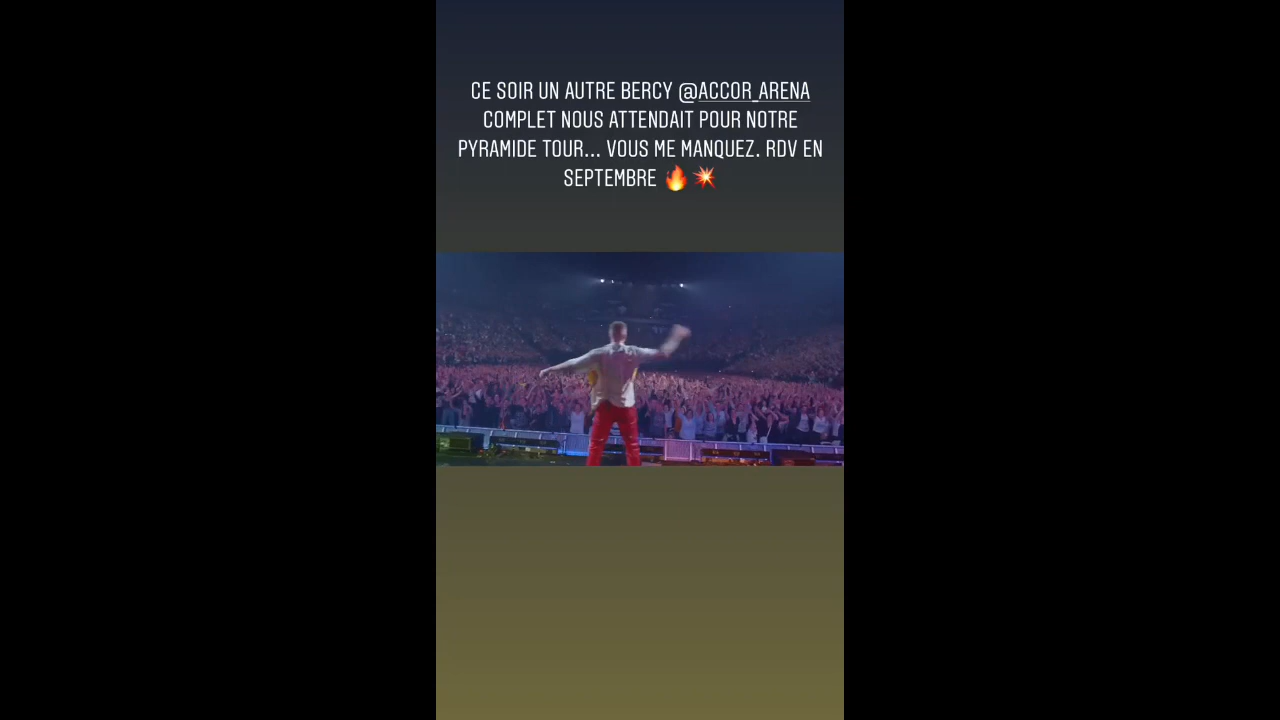 CE SOIR UN AUTRE BERCY @ACCOR_ARENA
COMPLET NOUS ATTENDAIT POUR NOTRE
PYRAMIDE TOUR... VOUS ME MANQUEZ. RDV EN
SEPTEMBRE 🔥💥